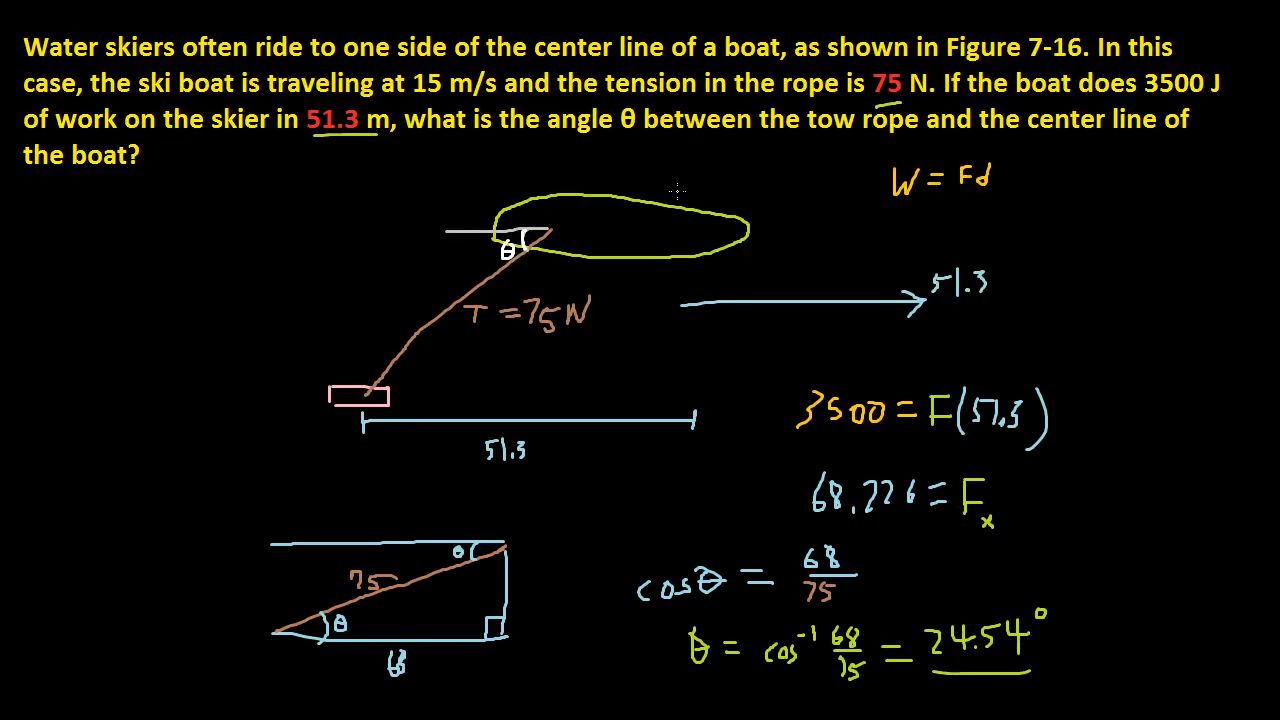 Water skiers often ride to one side of the center line of a boat, as shown in Figure 7-16. In this
case, the ski boat is traveling at 15 m/s and the tension in the rope is 75 N. If the boat does 3500 J
of work on the skier in 51.3 m, what is the angle θ between the tow rope and the center line of
the boat?
W = Fd
θ
51.3
T = 75 N
3500 = F(51.3)
51.3
68.226 = Fx
cosθ = 68/75
θ
75
θ
68
θ = cos⁻¹ 68/75 = 24.54°